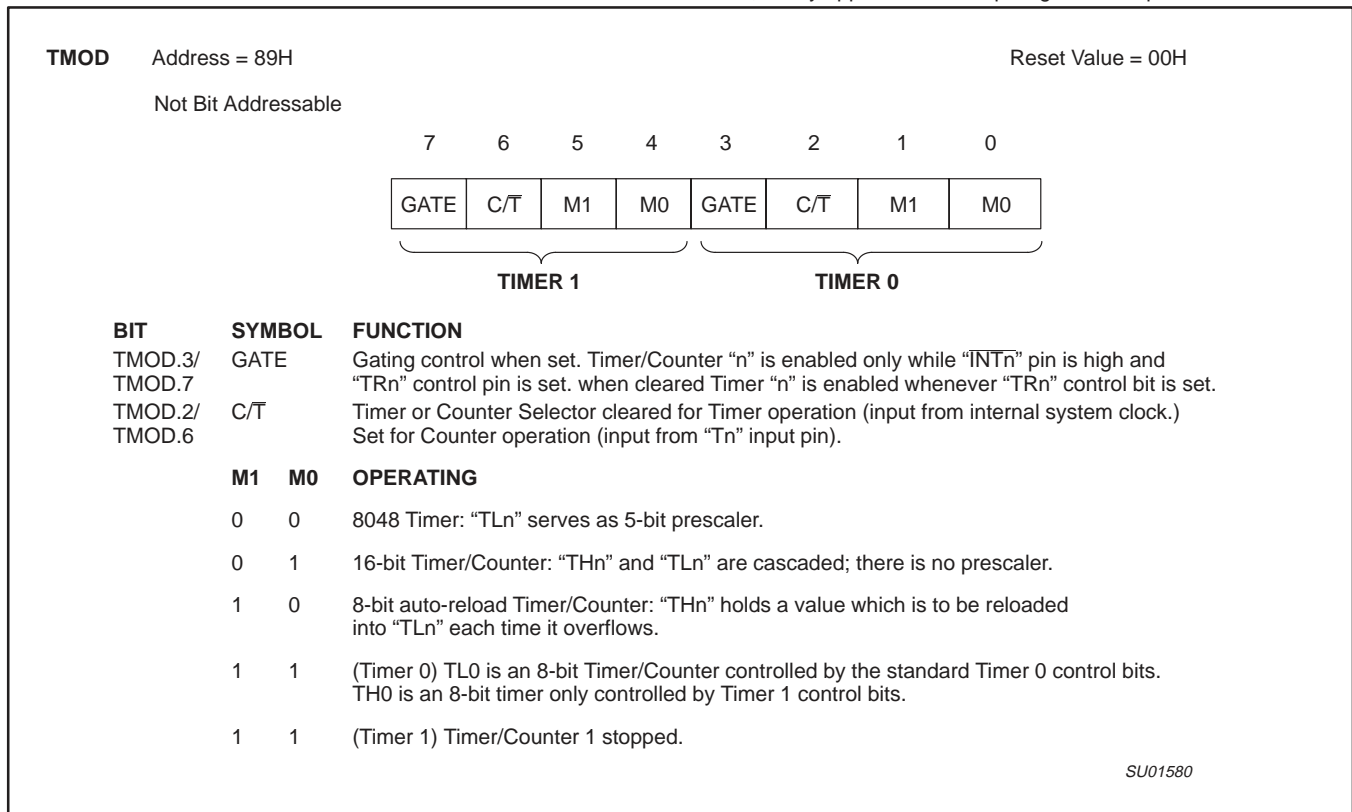 TMOD Address = 89H Reset Value = 00H
Not Bit Addressable
7 6 5 4 3 2 1 0
GATE C/T̅ M1 M0 GATE C/T̅ M1 M0
TIMER 1 TIMER 0
BIT SYMBOL FUNCTION
TMOD.3/ GATE Gating control when set. Timer/Counter “n” is enabled only while “I̅N̅T̅n̅” pin is high and
TMOD.7 “TRn” control pin is set. when cleared Timer “n” is enabled whenever “TRn” control bit is set.
TMOD.2/ C/T̅ Timer or Counter Selector cleared for Timer operation (input from internal system clock.)
TMOD.6 Set for Counter operation (input from “Tn” input pin).
M1 M0 OPERATING
0 0 8048 Timer: “TLn” serves as 5-bit prescaler.
0 1 16-bit Timer/Counter: “THn” and “TLn” are cascaded; there is no prescaler.
1 0 8-bit auto-reload Timer/Counter: “THn” holds a value which is to be reloaded
into “TLn” each time it overflows.
1 1 (Timer 0) TL0 is an 8-bit Timer/Counter controlled by the standard Timer 0 control bits.
TH0 is an 8-bit timer only controlled by Timer 1 control bits.
1 1 (Timer 1) Timer/Counter 1 stopped.
SU01580